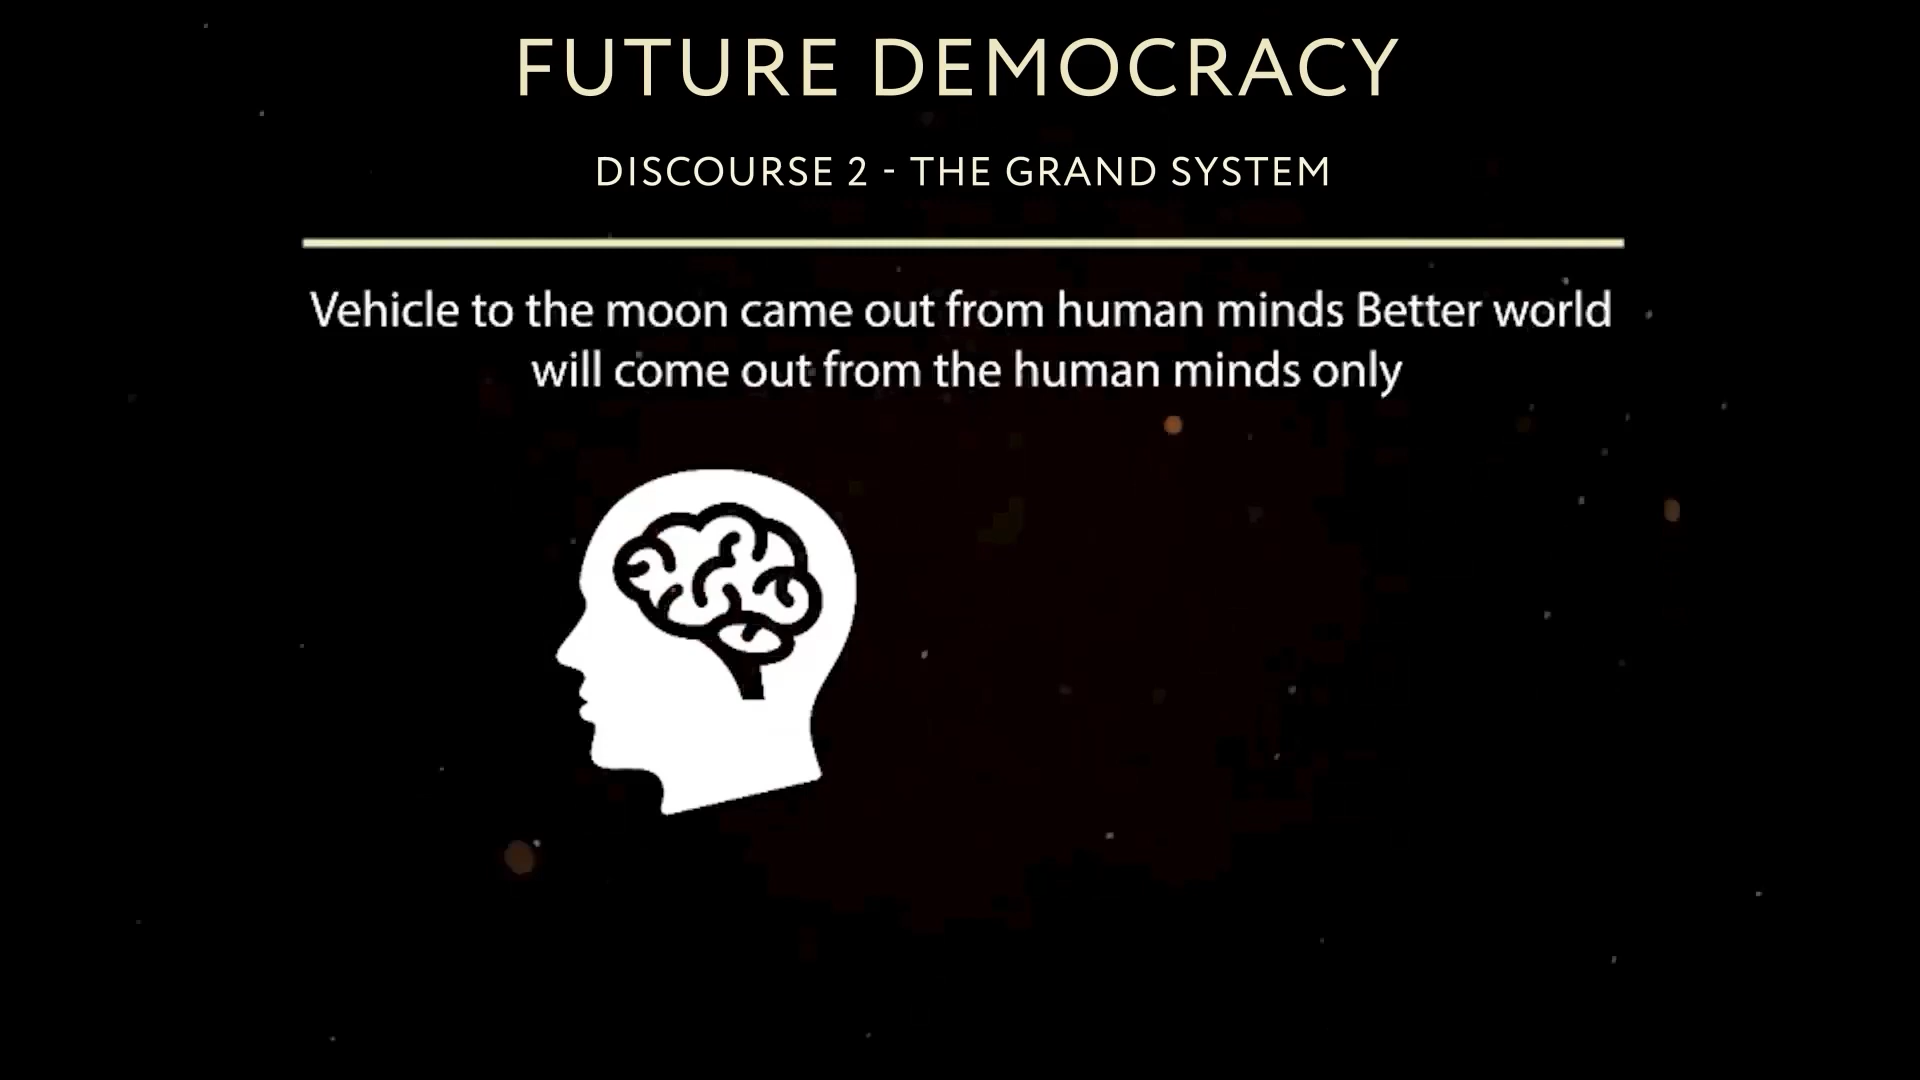 FUTURE DEMOCRACY
DISCOURSE 2 - THE GRAND SYSTEM
Vehicle to the moon came out from human minds Better world
will come out from the human minds only